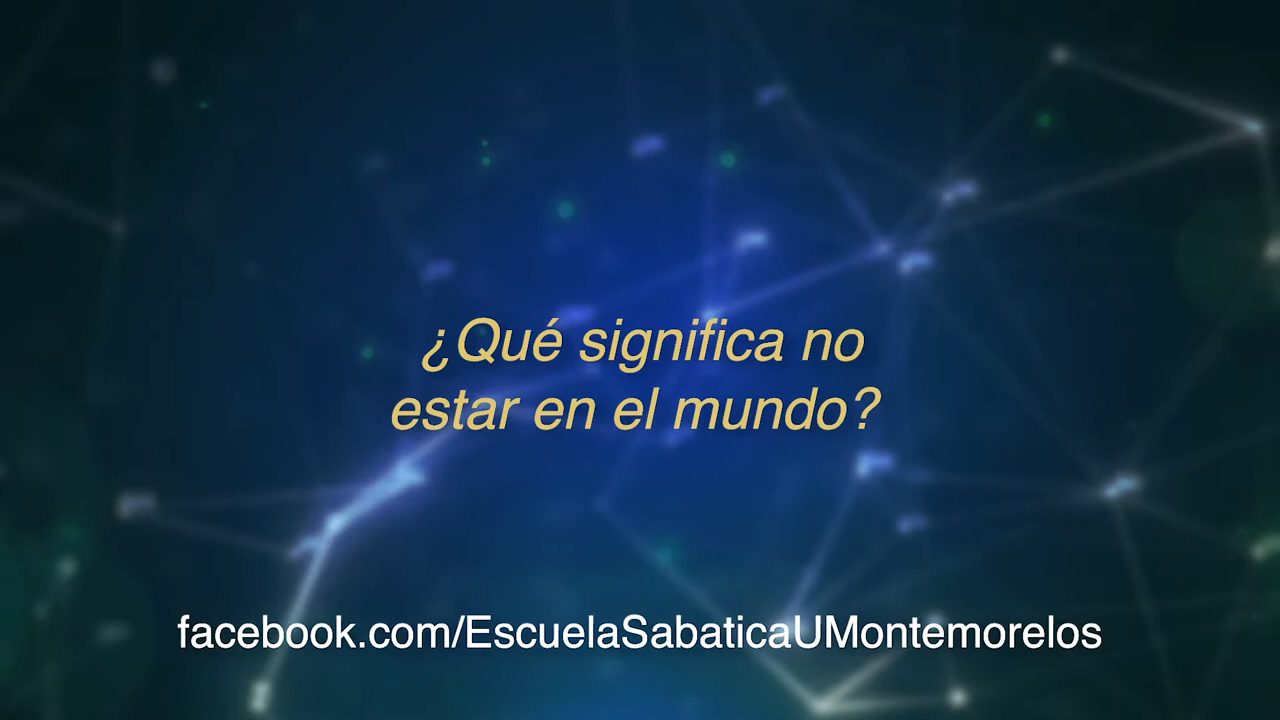 ¿Qué significa no
estar en el mundo?
facebook.com/EscuelaSabaticaUMontemorelos